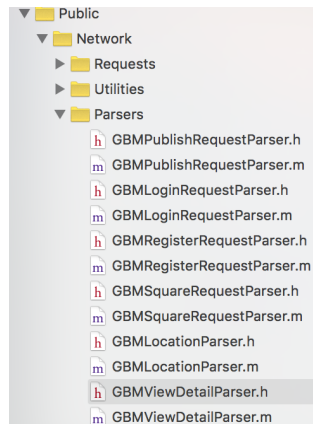 Public
Network
Requests
Utilities
Parsers
h GBMPublishRequestParser.h
m GBMPublishRequestParser.m
h GBMLoginRequestParser.h
m GBMLoginRequestParser.m
h GBMRegisterRequestParser.h
m GBMRegisterRequestParser.m
h GBMSquareRequestParser.h
m GBMSquareRequestParser.m
h GBMLocationParser.h
m GBMLocationParser.m
h GBMViewDetailParser.h
m GBMViewDetailParser.m